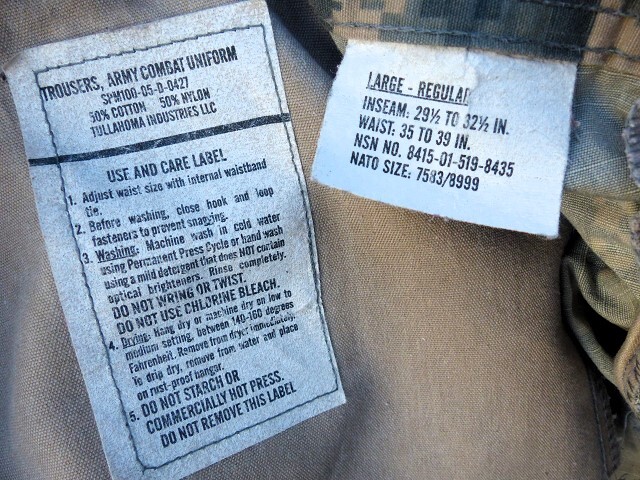 TROUSERS, ARMY COMBAT UNIFORM
SPM100-05-D-0427
50% COTTON 50% NYLON
TULLAHOMA INDUSTRIES LLC
USE AND CARE LABEL
1. Adjust waist size with internal waistband
tie.
2. Before washing, close hook and loop
fasteners to prevent snagging.
3. Washing: Machine wash in cold water
using Permanent Press Cycle or hand wash
using a mild detergent that does NOT contain
optical brighteners. Rinse completely.
DO NOT WRING OR TWIST.
DO NOT USE CHLORINE BLEACH.
4. Drying: Hang dry or machine dry on low to
medium setting, between 140-160 degrees
Fahrenheit. Remove from dryer immediately.
To drip dry, remove from water and place
on rust-proof hangar.
5. DO NOT STARCH OR
COMMERCIALLY HOT PRESS.
DO NOT REMOVE THIS LABEL
LARGE - REGULAR
INSEAM: 29½ TO 32½ IN.
WAIST: 35 TO 39 IN.
NSN NO. 8415-01-519-8435
NATO SIZE: 7583/8999